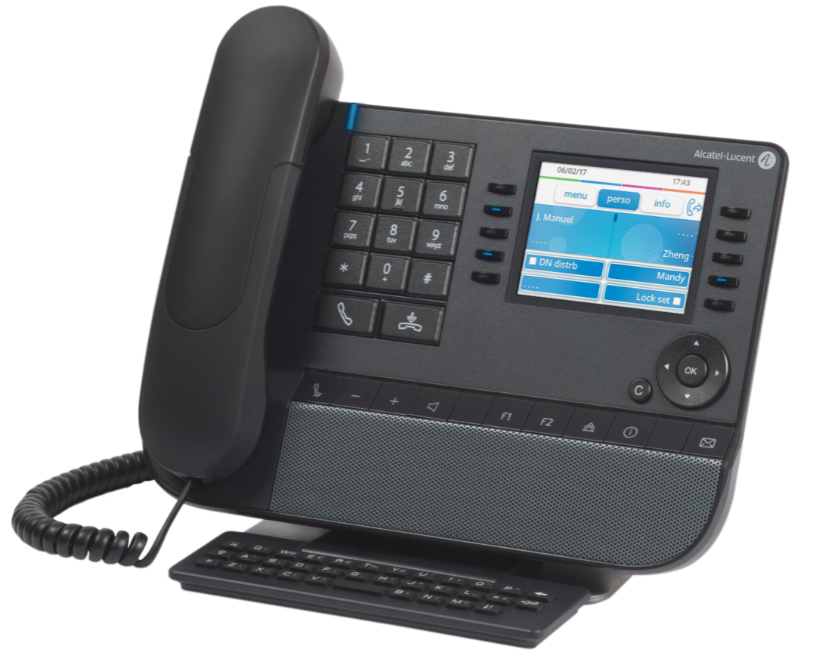 Alcatel·Lucent
1
2 abc
3 def
4 ghi
5 jkl
6 mno
7 pqrs
8 tuv
9 wxyz
*
0 +
#
06/02/17 17:43
menu perso info
J. Manuel
....
....
Zheng
DN distrb
Mandy
....
Lock set
OK
C
− + F1 F2 i
Q W E R T Y U I O P
A S D F G H J K L
Z X C V B N M